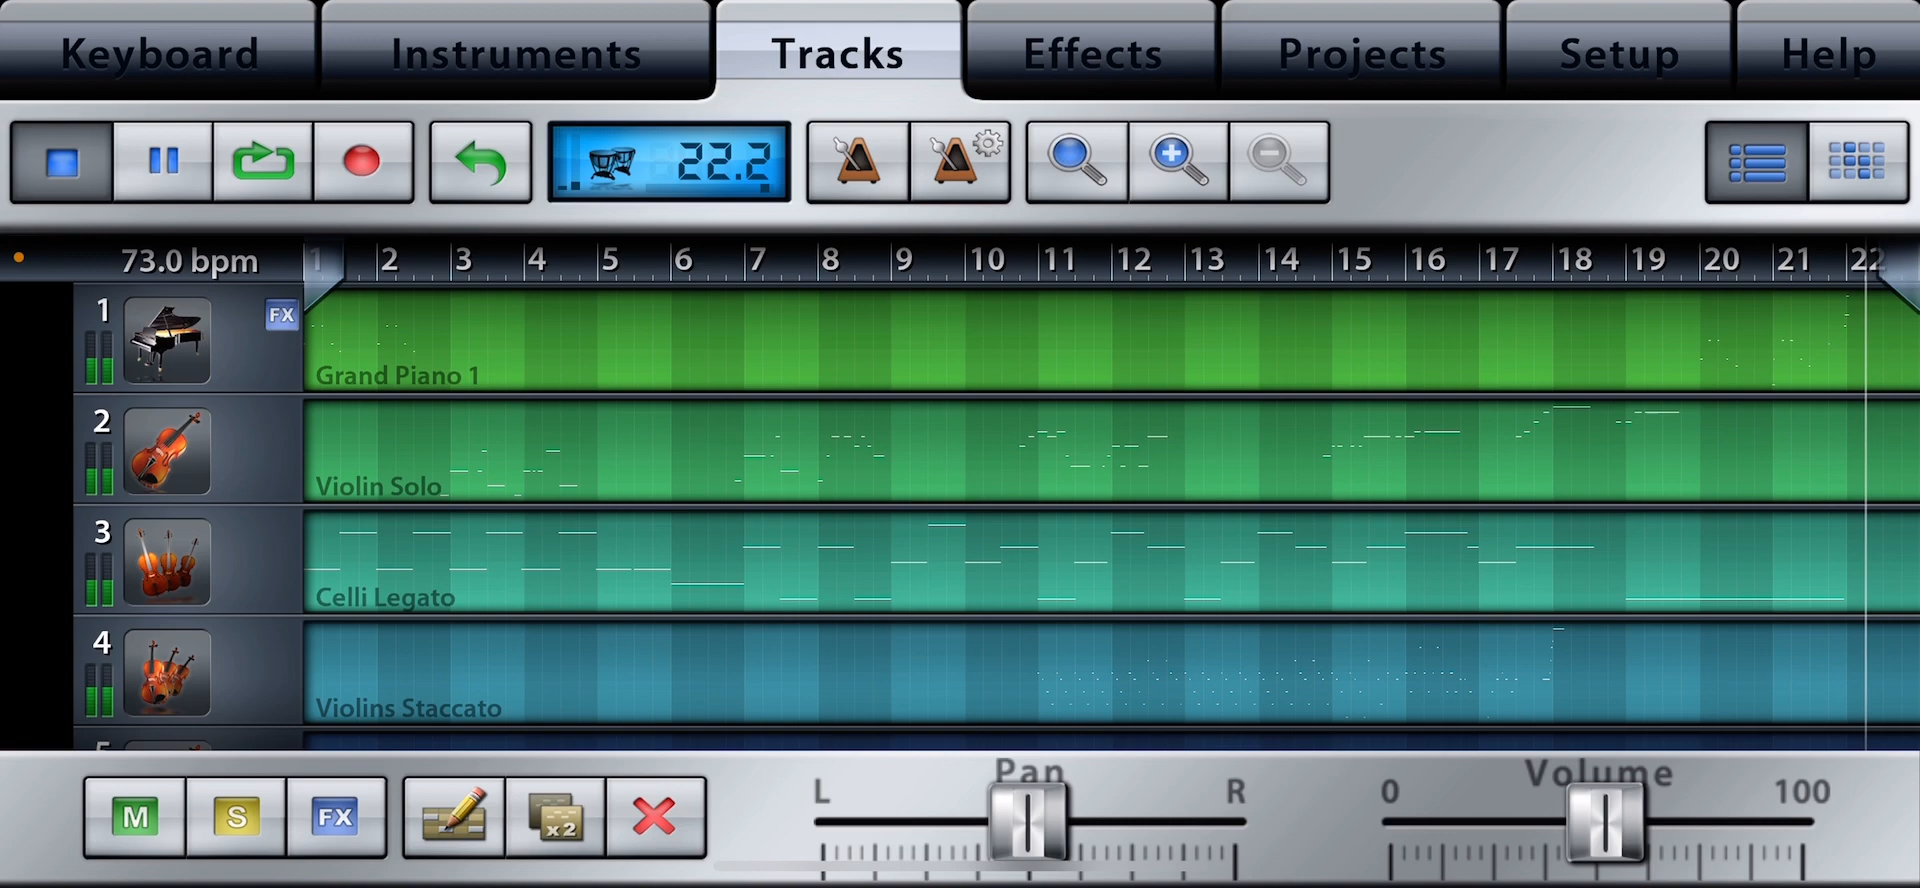 Keyboard Instruments Tracks Effects Projects Setup Help
22.2
73.0 bpm 1 2 3 4 5 6 7 8 9 10 11 12 13 14 15 16 17 18 19 20 21 22
1 FX
Grand Piano 1
2
Violin Solo
3
Celli Legato
4
Violins Staccato
5
Pan Volume
L R 0 100
M S FX x2